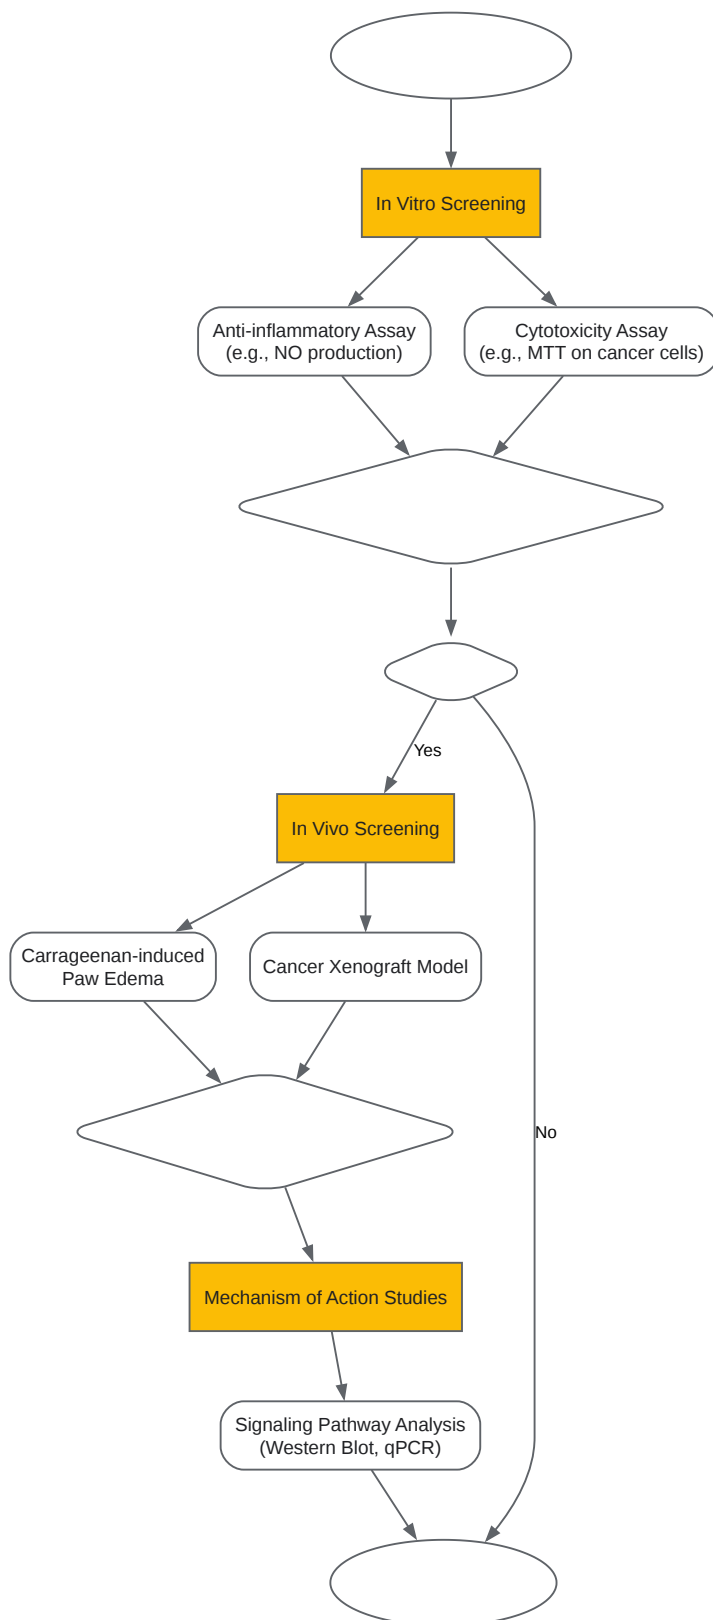 In Vitro Screening
Anti-inflammatory Assay
(e.g., NO production)
Cytotoxicity Assay
(e.g., MTT on cancer cells)
Yes
In Vivo Screening
Carrageenan-induced
Paw Edema
Cancer Xenograft Model
No
Mechanism of Action Studies
Signaling Pathway Analysis
(Western Blot, qPCR)